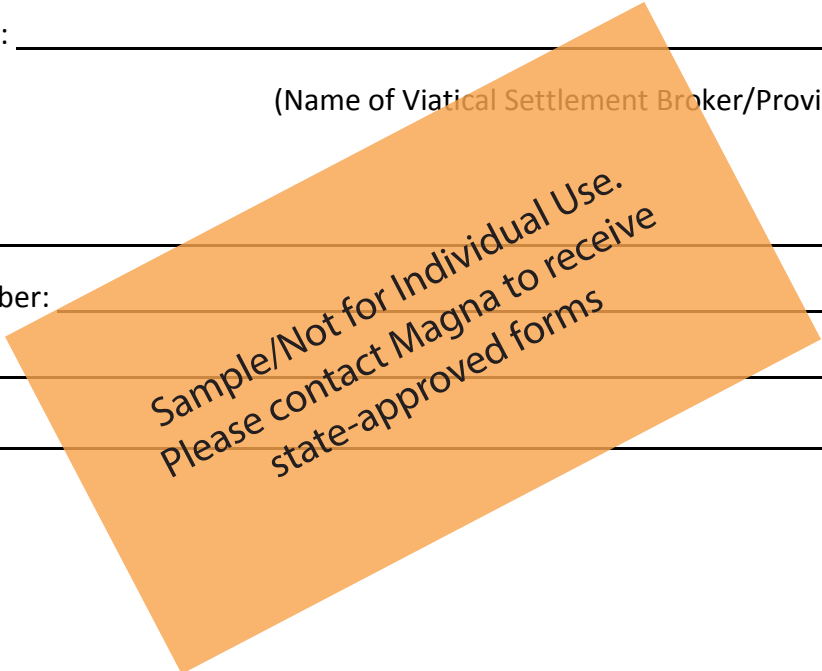 :
(Name of Viatical Settlement Broker/Provi
ber:
Sample/Not for Individual Use.
Please contact Magna to receive
state-approved forms